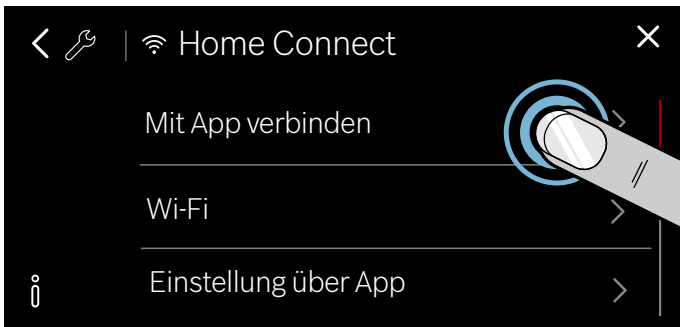 Home Connect
Mit App verbinden
Wi-Fi
Einstellung über App